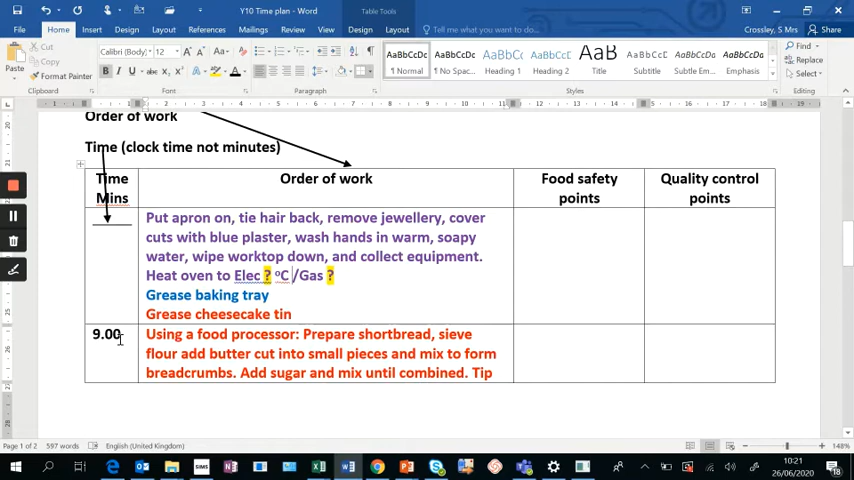 Y10 Time plan - Word
Table Tools
Crossley, S Mrs
File Home Insert Design Layout References Mailings Review View Help Design Layout Tell me what you want to do Share
Cut
Copy
Format Painter
Paste
Clipboard
Calibri (Body) 12
Font
Paragraph
AaBbCcDc AaBbCcDc AaBbCc AaBbCcC AaB AaBbCcD AaBbCcDc AaBbCcDc
¶ Normal ¶ No Spac... Heading 1 Heading 2 Title Subtitle Subtle Em... Emphasis
Styles
Find
Replace
Select
Editing
Order of work
Time (clock time not minutes)
Time
Mins
Order of work
Food safety
points
Quality control
points
Put apron on, tie hair back, remove jewellery, cover
cuts with blue plaster, wash hands in warm, soapy
water, wipe worktop down, and collect equipment.
Heat oven to Elec ? ºC /Gas ?
Grease baking tray
Grease cheesecake tin
9.00
Using a food processor: Prepare shortbread, sieve
flour add butter cut into small pieces and mix to form
breadcrumbs. Add sugar and mix until combined. Tip
Page 1 of 2 597 words English (United Kingdom)
148%
10:21
26/06/2020